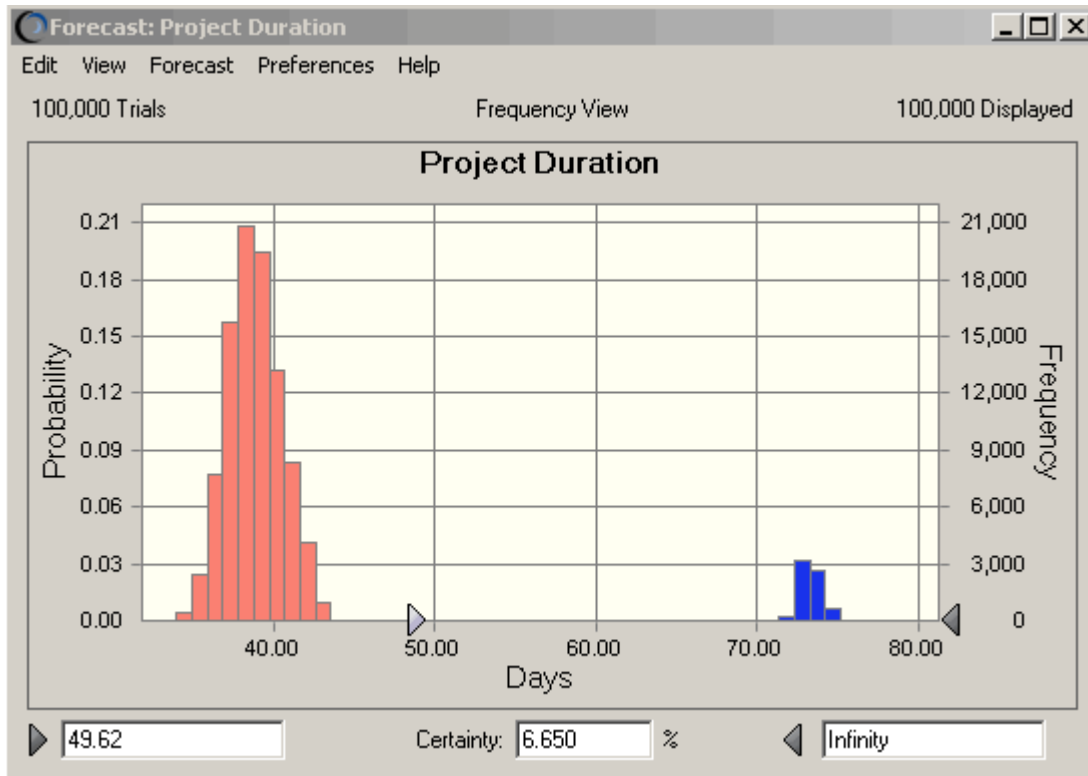 Forecast: Project Duration
Edit View Forecast Preferences Help
100,000 Trials Frequency View 100,000 Displayed
Project Duration
0.21 21,000
0.18 18,000
0.15 15,000
0.12 12,000
0.09 9,000
0.06 6,000
0.03 3,000
0.00 0
Probability
Frequency
40.00 50.00 60.00 70.00 80.00
Days
49.62 Certainty: 6.650 % Infinity